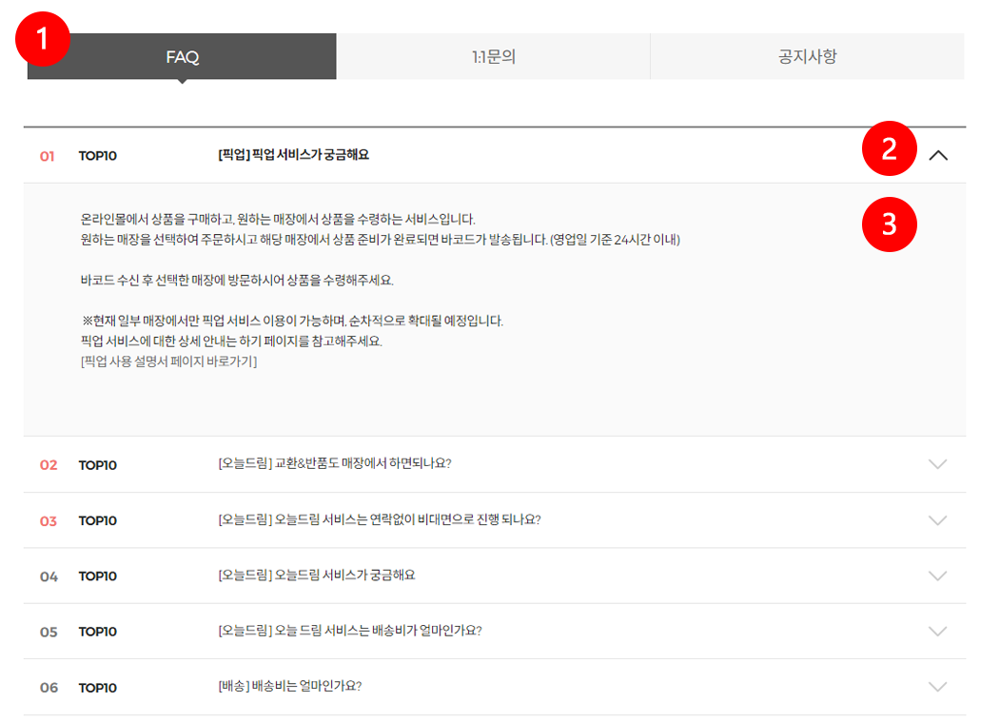 1
FAQ 1:1문의 공지사항
01 TOP10 [픽업] 픽업 서비스가 궁금해요 2
3
온라인몰에서 상품을 구매하고, 원하는 매장에서 상품을 수령하는 서비스입니다.
원하는 매장을 선택하여 주문하시고 해당 매장에서 상품 준비가 완료되면 바코드가 발송됩니다. (영업일 기준 24시간 이내)
바코드 수신 후 선택한 매장에 방문하시어 상품을 수령해주세요.
※현재 일부 매장에서만 픽업 서비스 이용이 가능하며, 순차적으로 확대될 예정입니다.
픽업 서비스에 대한 상세 안내는 하기 페이지를 참고해주세요.
[픽업 사용 설명서 페이지 바로가기]
02 TOP10 [오늘드림] 교환&반품도 매장에서 하면되나요?
03 TOP10 [오늘드림] 오늘드림 서비스는 연락없이 비대면으로 진행 되나요?
04 TOP10 [오늘드림] 오늘드림 서비스가 궁금해요
05 TOP10 [오늘드림] 오늘 드림 서비스는 배송비가 얼마인가요?
06 TOP10 [배송] 배송비는 얼마인가요?